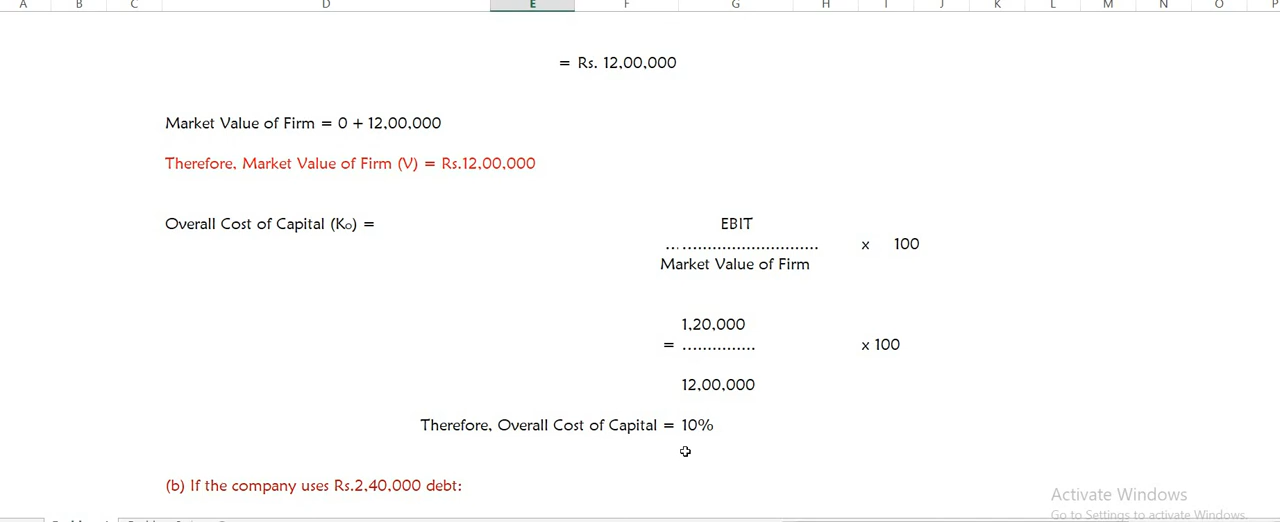 A B C D E F G H I J K L M N O P
= Rs. 12,00,000
Market Value of Firm = 0 + 12,00,000
Therefore, Market Value of Firm (V) = Rs.12,00,000
Overall Cost of Capital (Ko) = EBIT
................................ x 100
Market Value of Firm
1,20,000
= ............... x 100
12,00,000
Therefore, Overall Cost of Capital = 10%
(b) If the company uses Rs.2,40,000 debt:
Activate Windows
Go to Settings to activate Windows.